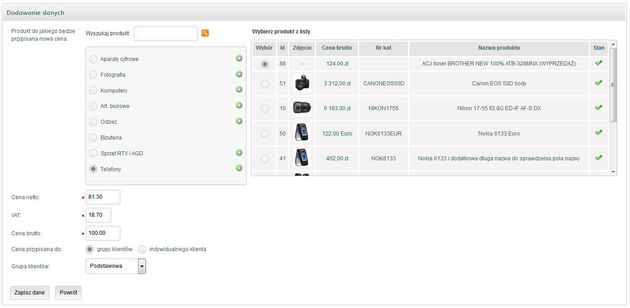 Dodawanie danych
Produkt do jakiego będzie przypisana nowa cena:
Wyszukaj produkt:
Aparaty cyfrowe
Fotografia
Komputery
Art. biurowe
Odzież
Biżuteria
Sprzęt RTV i AGD
Telefony
Wybierz produkt z listy
Wybór Id Zdjęcie Cena brutto Nr kat Nazwa produktu Stan
88 - 124,00 zł ACJ toner BROTHER NEW 100% ATB-328MNX (WYPRZEDAŻ)
51 3 312,00 zł CANONEOS50D Canon EOS 50D body
10 6 183,00 zł NIKON1755 Nikon 17-55 f/2.8G ED-IF AF-S DX
50 122.00 Euro NOK6133EUR Nokia 6133 Euro
41 452,00 zł NOK6133 Nokia 6133 i dodatkowa długa nazwa do sprawdzenia pola nazwy
Cena netto: 81.30
VAT: 18.70
Cena brutto: 100.00
Cena przypisana do: grupy klientów indywidualnego klienta
Grupa klientów: Podstawowa
Zapisz dane Powrót